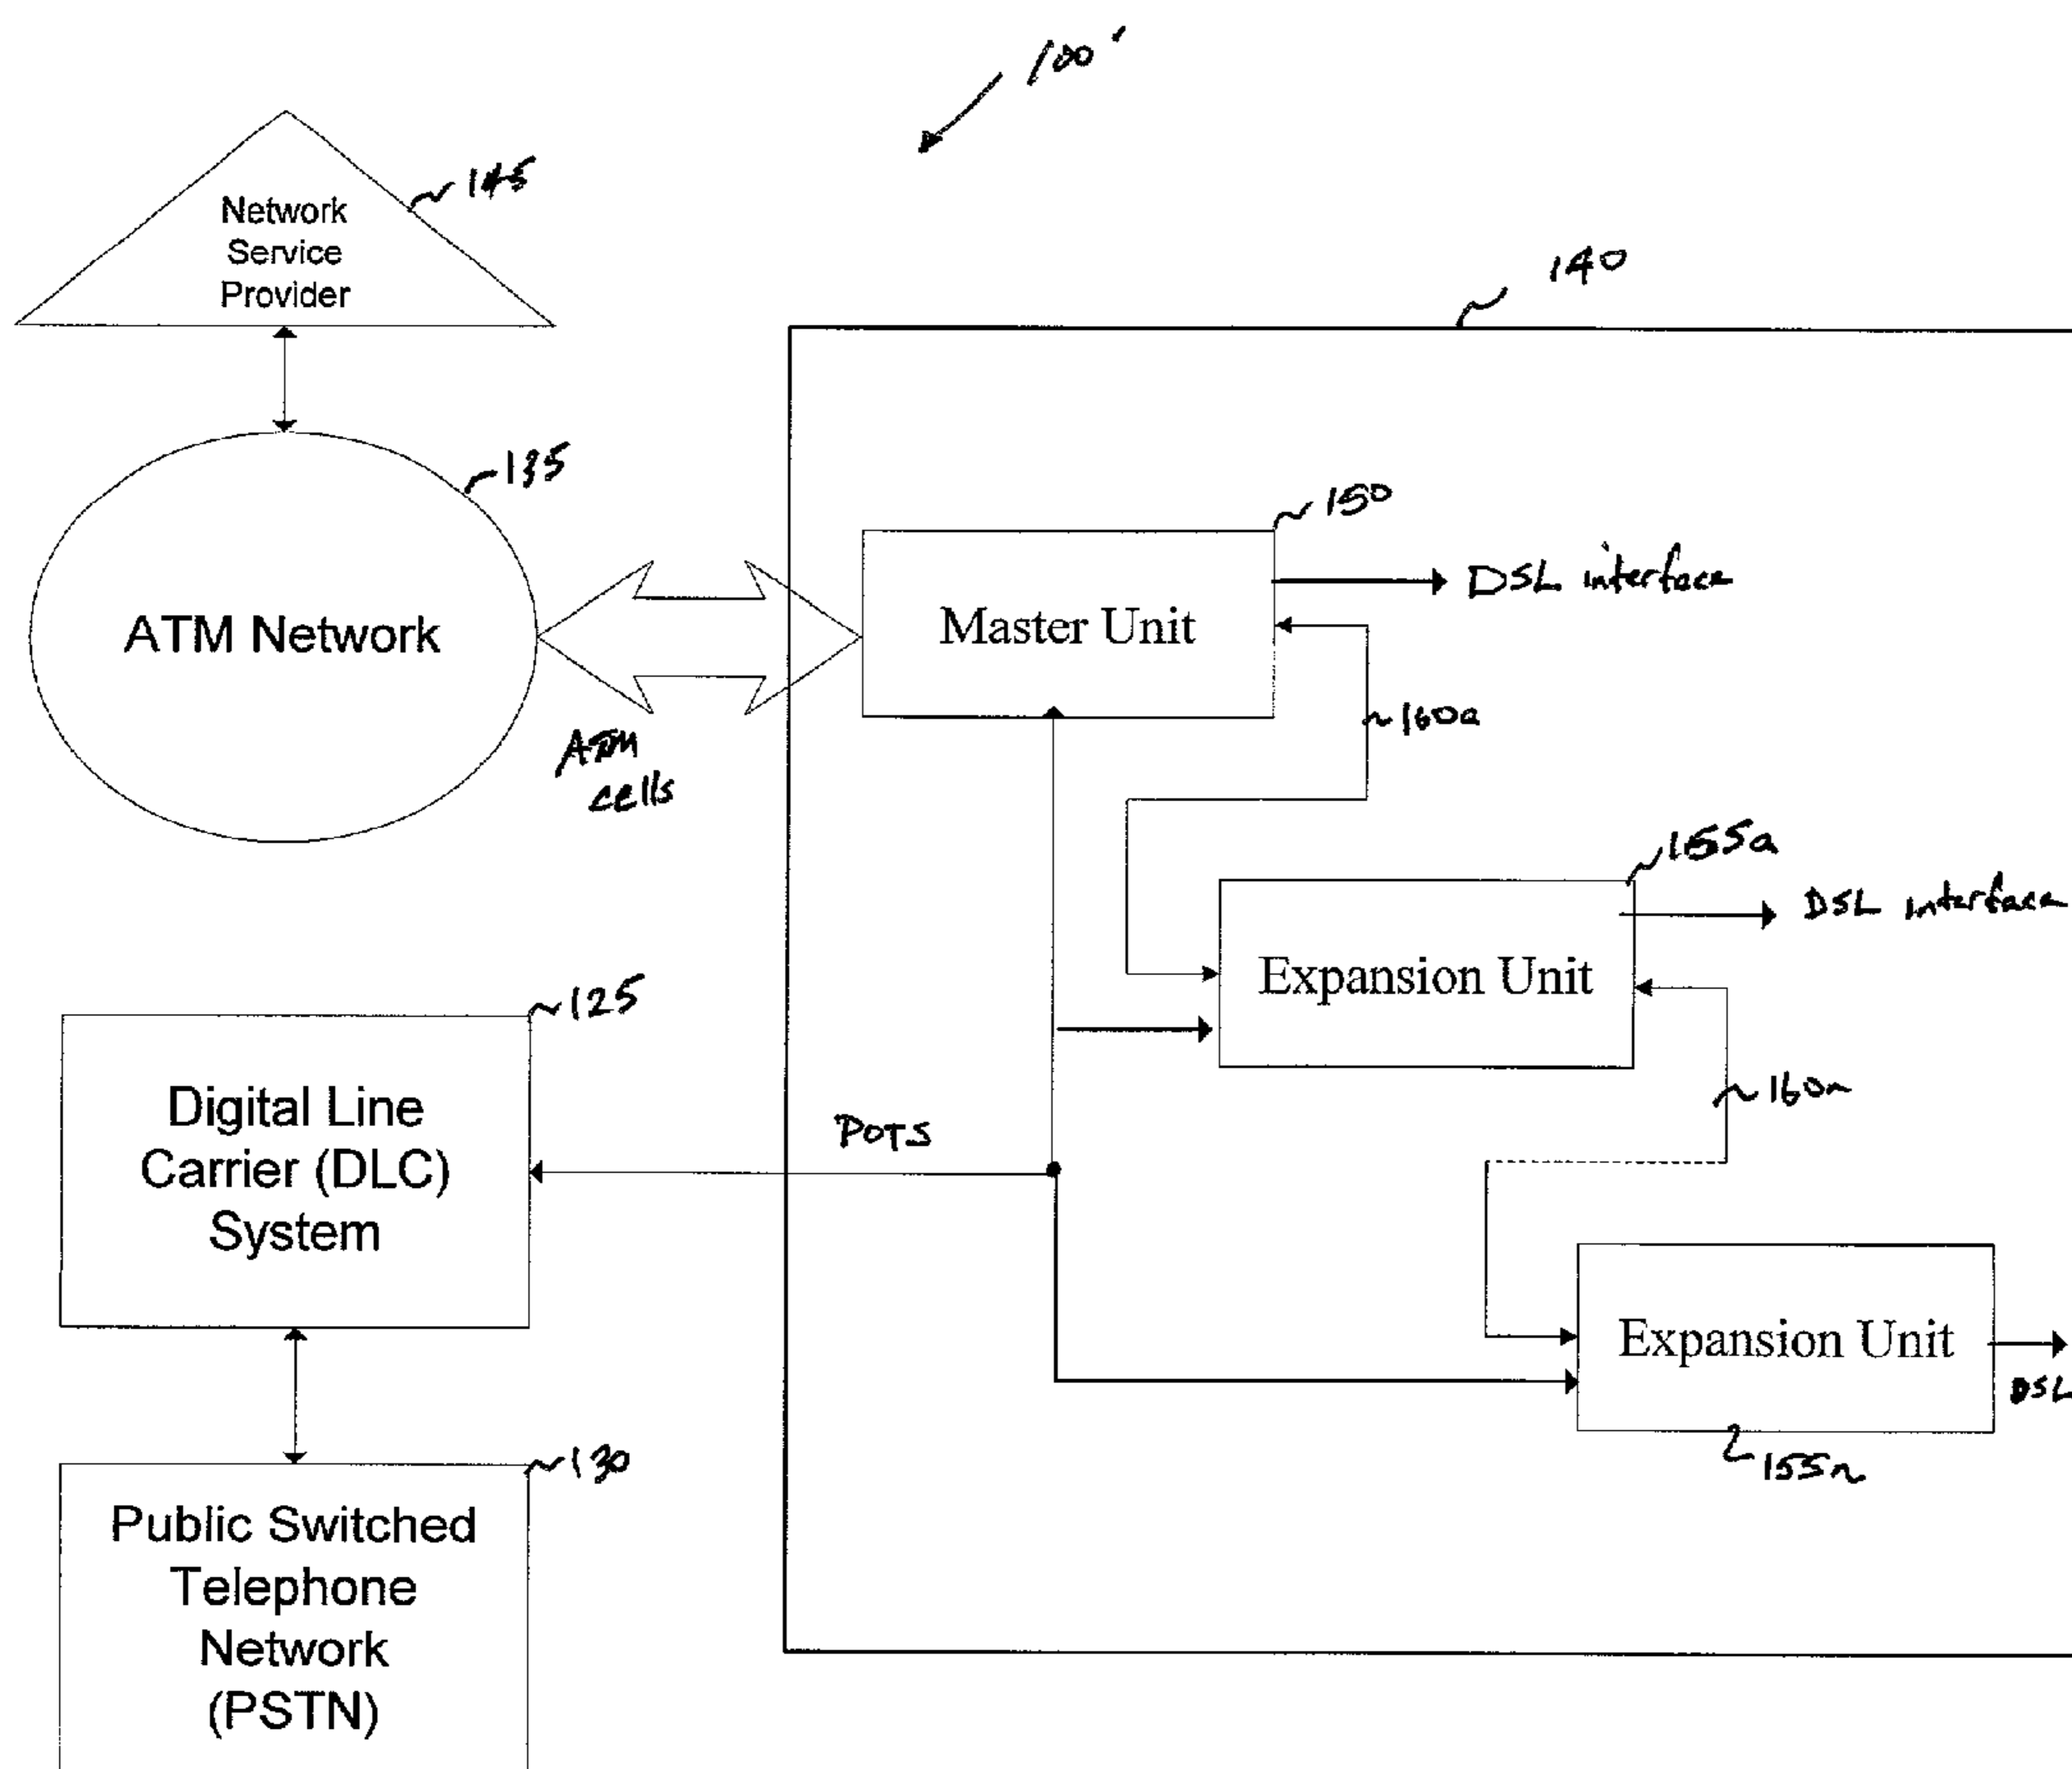 100'
145
Network
Service
Provider
140
135
150
DSL interface
ATM Network
Master Unit
160a
ATM
cells
155a
DSL interface
Expansion Unit
125
Digital Line
Carrier (DLC)
System
160n
POTS
Expansion Unit
DSL
130
155n
Public Switched
Telephone
Network
(PSTN)